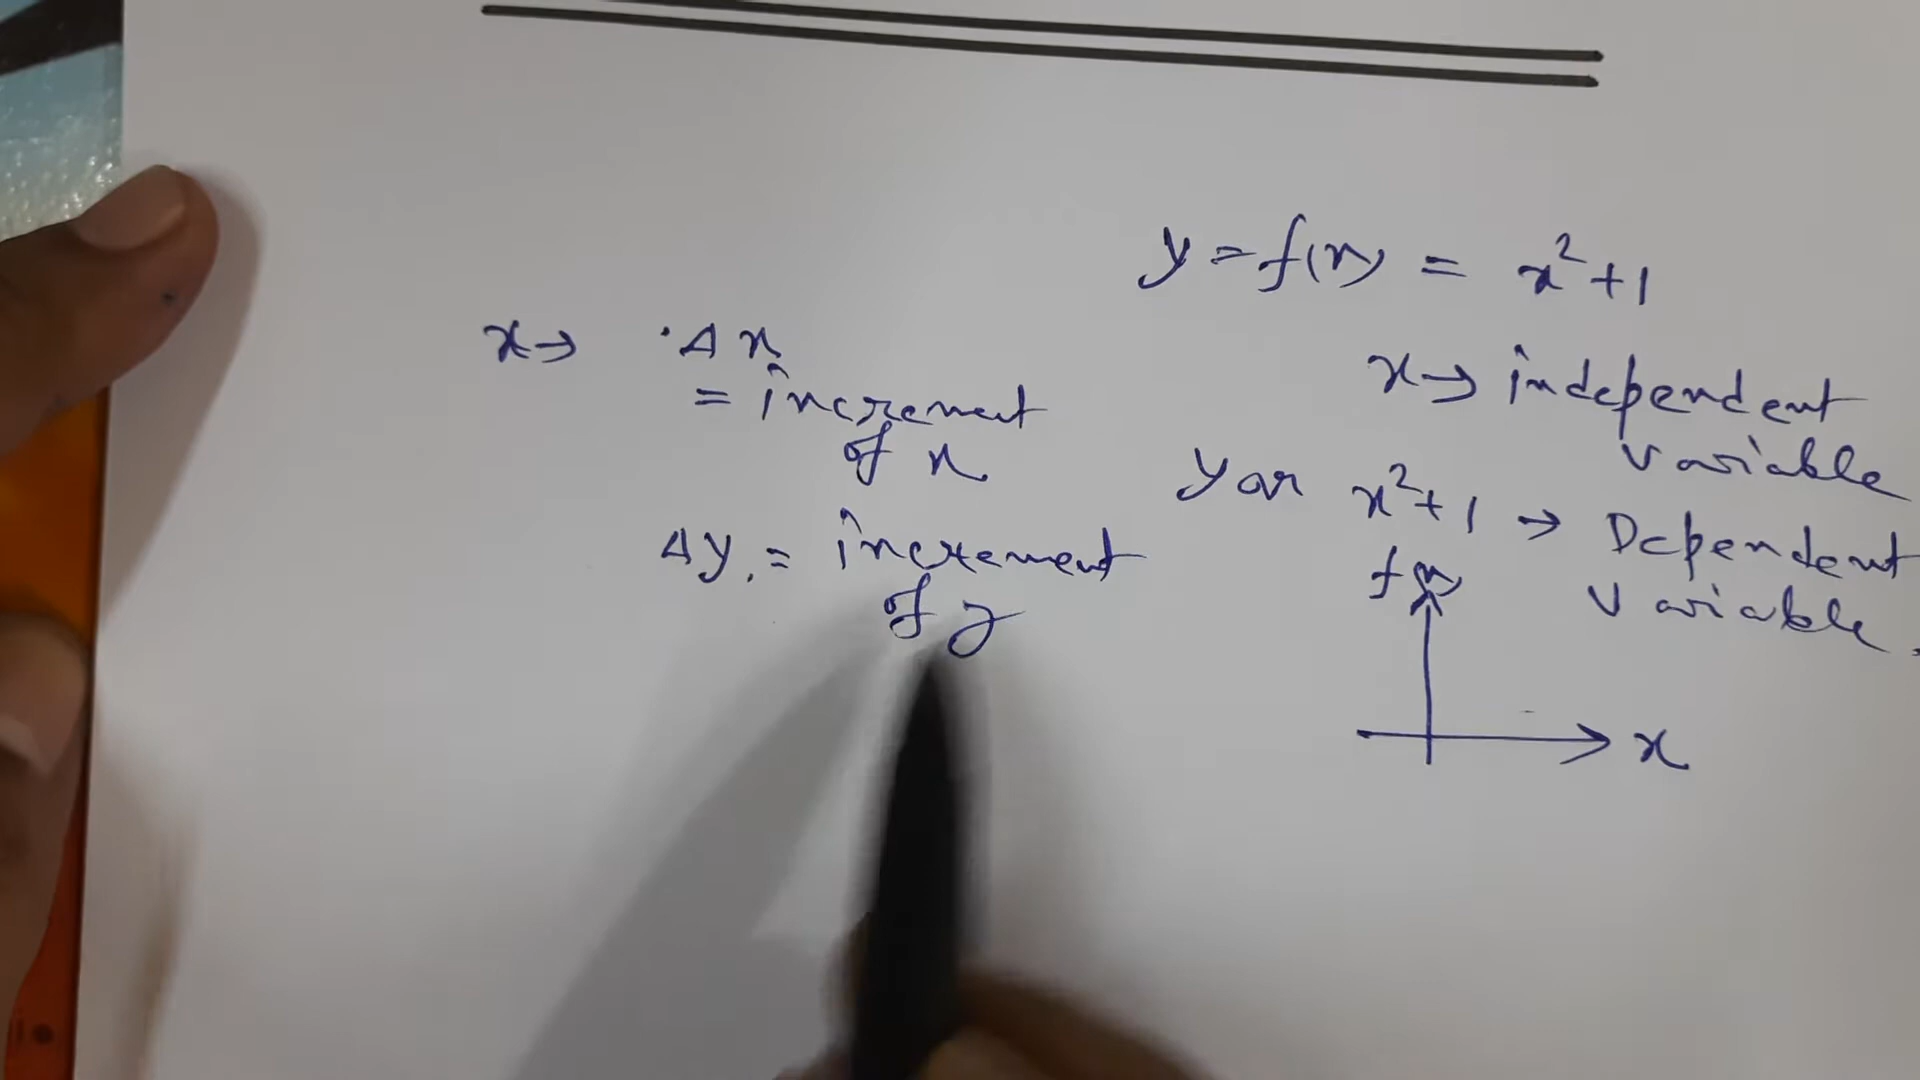 y = f(x) = x²+1
x → independent
variable
y or x²+1 → Dependent
Variable.
f(x)
x
x → Δx
= increment
of x
Δy = increment
of y